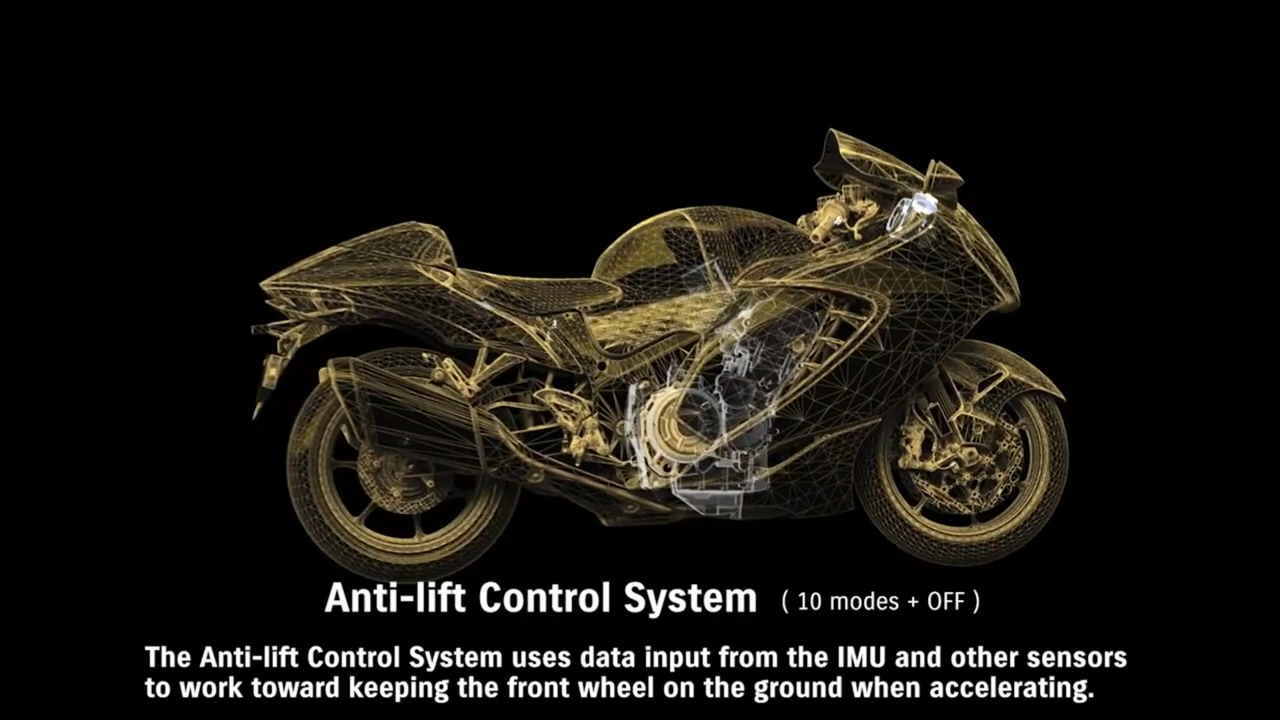 Anti-lift Control System ( 10 modes + OFF )
The Anti-lift Control System uses data input from the IMU and other sensors
to work toward keeping the front wheel on the ground when accelerating.